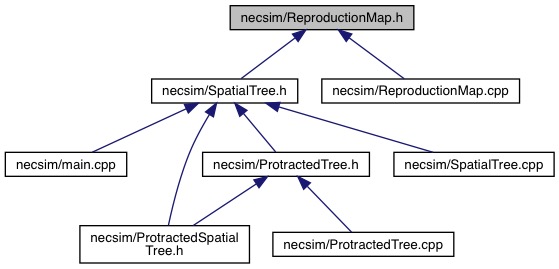 necsim/ReproductionMap.h
necsim/SpatialTree.h
necsim/ReproductionMap.cpp
necsim/main.cpp
necsim/ProtractedTree.h
necsim/SpatialTree.cpp
necsim/ProtractedSpatial
Tree.h
necsim/ProtractedTree.cpp